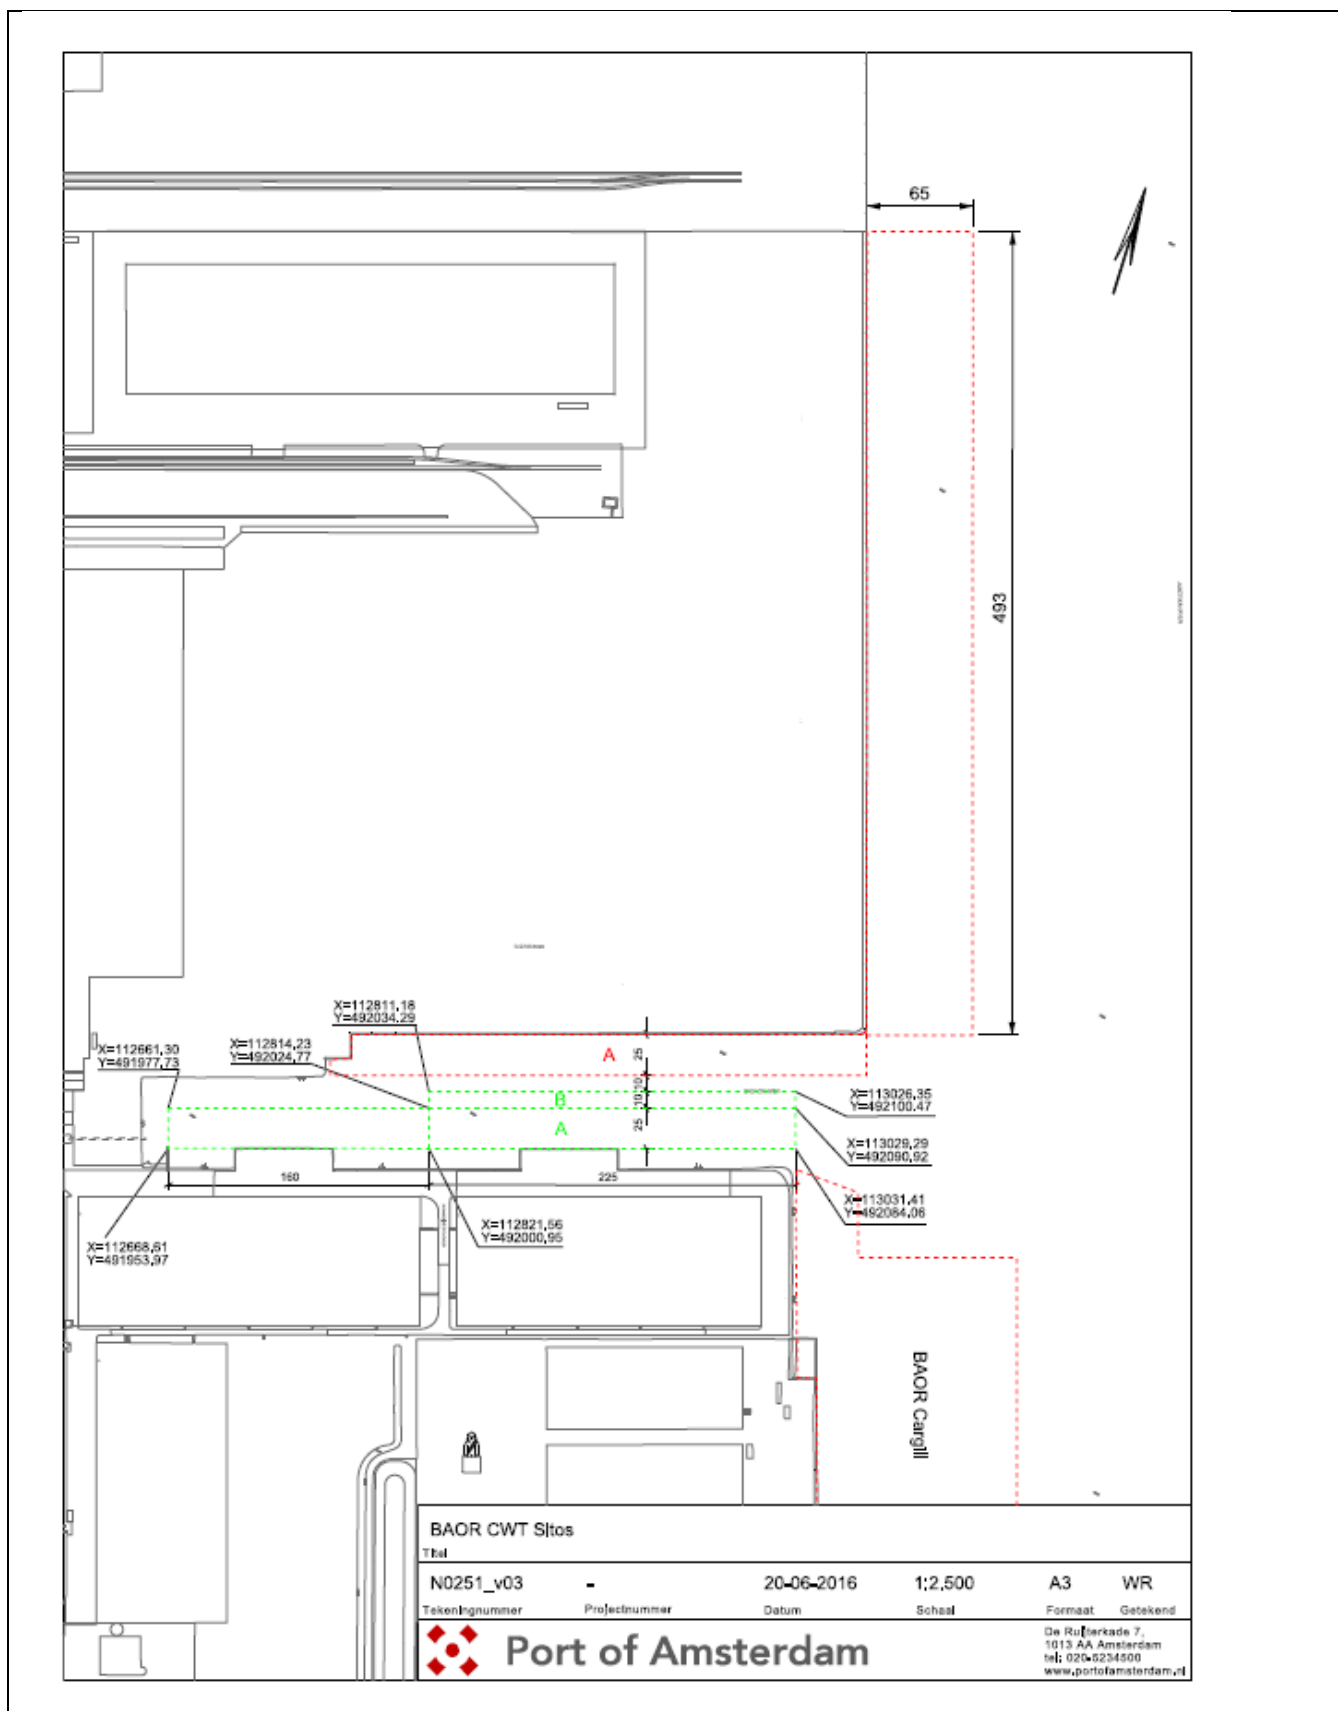 65
493
X=112811,18
Y=492034.29
X=112814,23
Y=492024,77
X=112661,30
Y=491977,73
A
25
10
B
10
A
25
X=113026,35
Y=492100.47
X=113029,29
Y=492090,92
160
225
X=113031.41
Y=492084.06
X=112821,56
Y=492000,95
X=112668,61
Y=491953,97
BAOR Cargill
BAOR CWT Sitos
Titel
N0251_v03 - 20-06-2016 1:2,500 A3 WR
Tekeningnummer Projectnummer Datum Schaal Formaat Getekend
Port of Amsterdam
De Ruijterkade 7,
1013 AA Amsterdam
tel: 020-5234500
www.portofamsterdam.nl